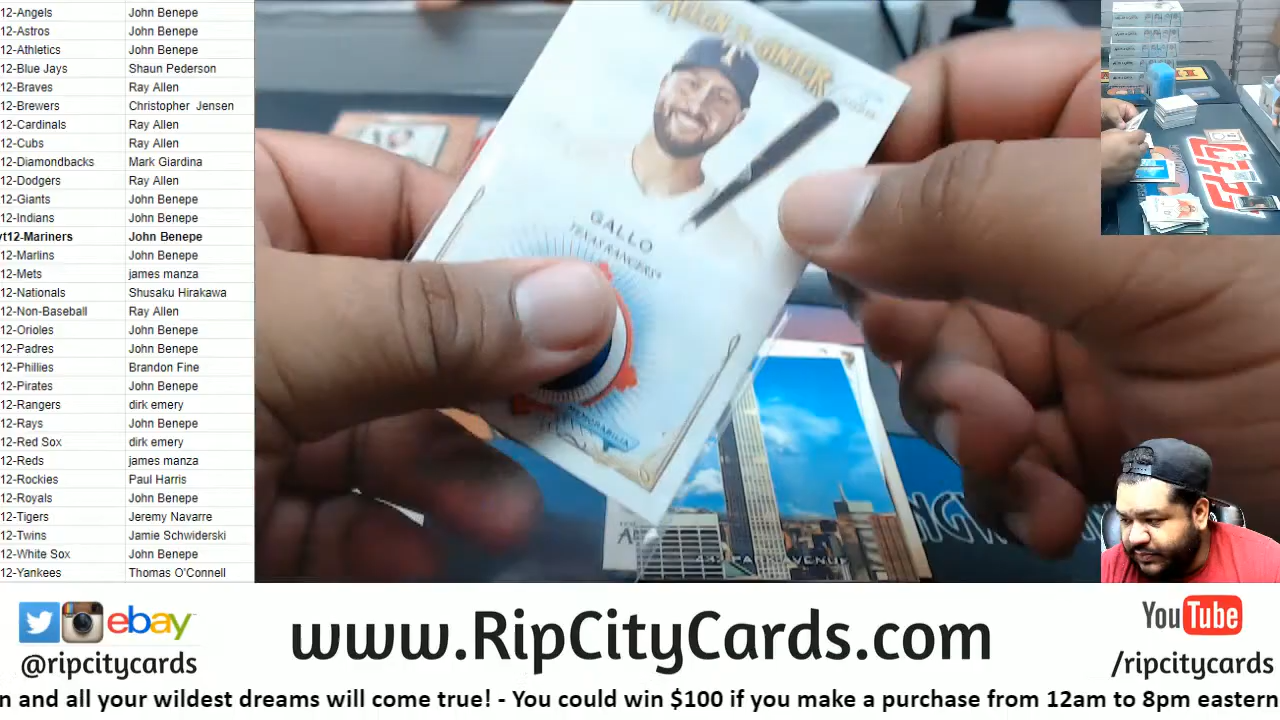 12-Angels John Benepe
12-Astros John Benepe
12-Athletics John Benepe
12-Blue Jays Shaun Pederson
12-Braves Ray Allen
12-Brewers Christopher Jensen
12-Cardinals Ray Allen
12-Cubs Ray Allen
12-Diamondbacks Mark Giardina
12-Dodgers Ray Allen
12-Giants John Benepe
12-Indians John Benepe
t12-Mariners John Benepe
12-Marlins John Benepe
12-Mets james manza
12-Nationals Shusaku Hirakawa
12-Non-Baseball Ray Allen
12-Orioles John Benepe
12-Padres John Benepe
12-Phillies Brandon Fine
12-Pirates John Benepe
12-Rangers dirk emery
12-Rays John Benepe
12-Red Sox dirk emery
12-Reds james manza
12-Rockies Paul Harris
12-Royals John Benepe
12-Tigers Jeremy Navarre
12-Twins Jamie Schwiderski
12-White Sox John Benepe
12-Yankees Thomas O'Connell
ALLEN & GINTER
T
GALLO
TEXAS RANGERS
MEMORABILIA
AVENUE
ebay
@ripcitycards
www.RipCityCards.com
YouTube
/ripcitycards
n and all your wildest dreams will come true! - You could win $100 if you make a purchase from 12am to 8pm eastern